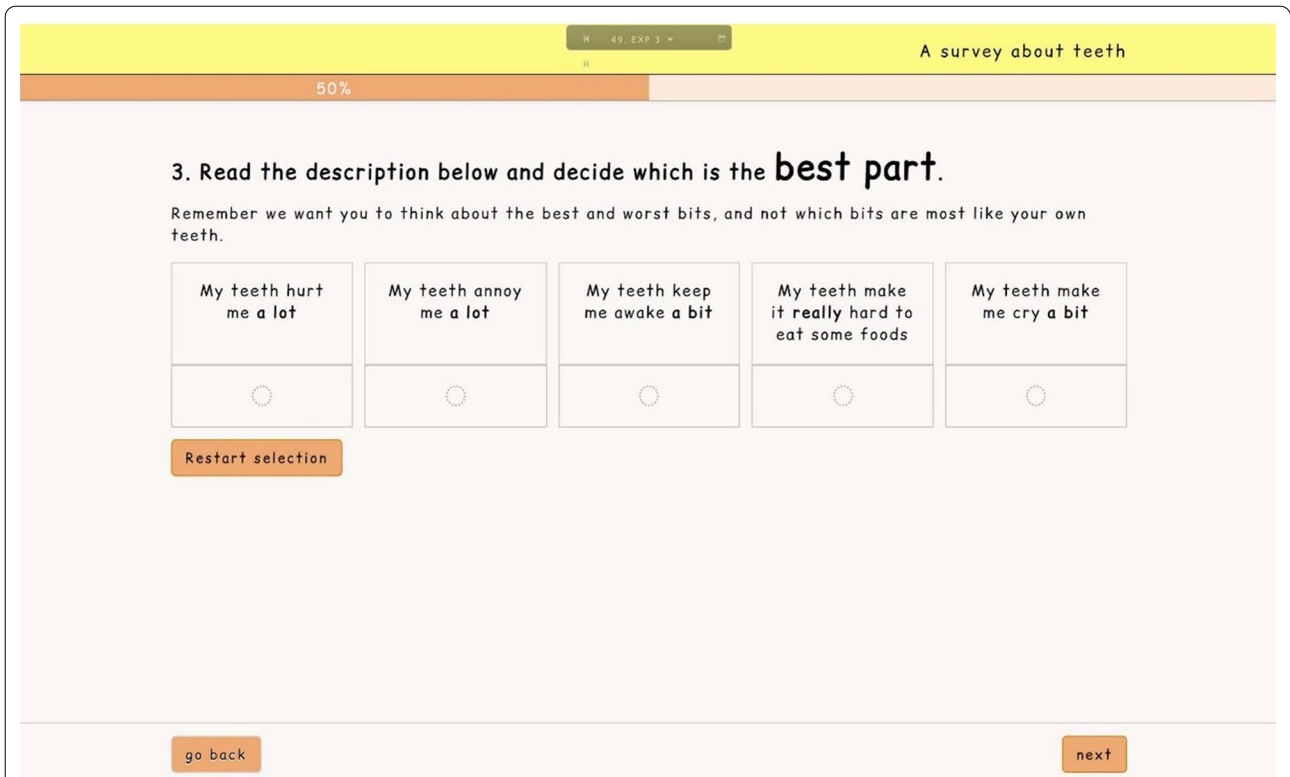 49. EXP 3
A survey about teeth
50%
3. Read the description below and decide which is the best part.
Remember we want you to think about the best and worst bits, and not which bits are most like your own
teeth.
My teeth hurt
me a lot
My teeth annoy
me a lot
My teeth keep
me awake a bit
My teeth make
it really hard to
eat some foods
My teeth make
me cry a bit
Restart selection
go back
next